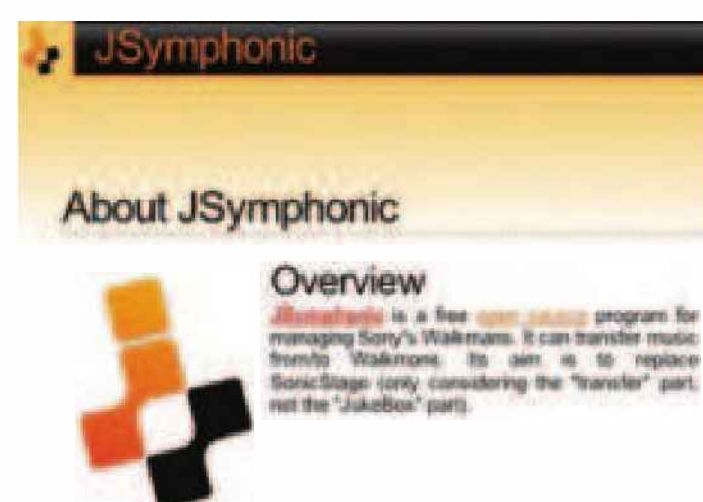 JSymphonic
About JSymphonic
Overview
JSymphonic is a free open source program for
managing Sony's Walkmans. It can transfer music
from/to Walkmans. Its aim is to replace
SonicStage (only considering the "transfer" part,
not the "JukeBox" part).